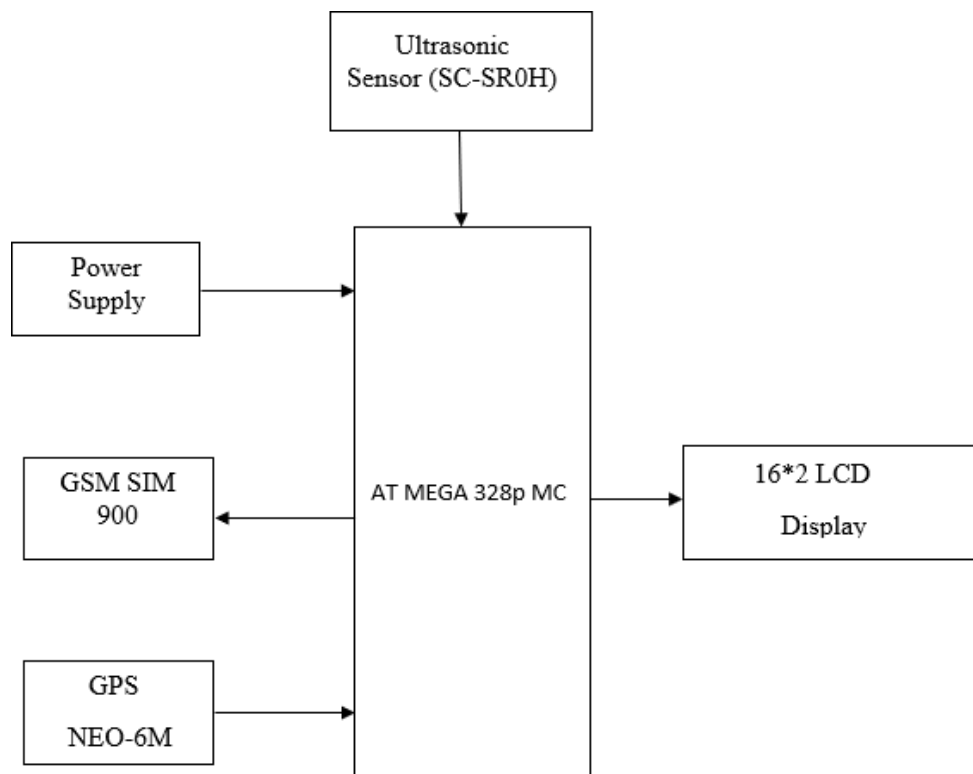 Ultrasonic
Sensor (SC-SR0H)
Power
Supply
GSM SIM
900
AT MEGA 328p MC
16*2 LCD
Display
GPS
NEO-6M